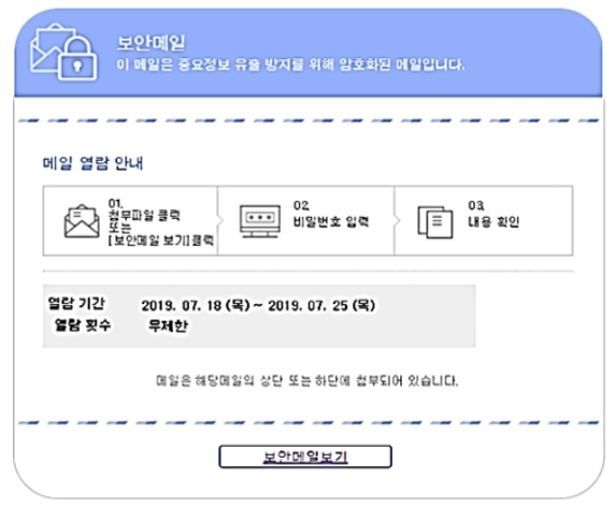 보안메일
이 메일은 중요정보 유출 방지를 위해 암호화된 메일입니다.
메일 열람 안내
01.
첨부파일 클릭
또는
[보안메일 보기] 클릭
02.
비밀번호 입력
03.
내용 확인
열람 기간 2019. 07. 18 (목) ~ 2019. 07. 25 (목)
열람 횟수 무제한
메일은 해당메일의 상단 또는 하단에 첨부되어 있습니다.
보안메일보기